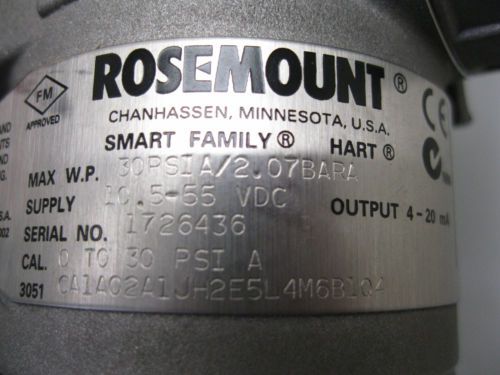 ROSEMOUNT®
FM
APPROVED
CHANHASSEN, MINNESOTA, U.S.A.
SMART FAMILY® HART®
CE
MAX W.P. 30PSIA/2.07BARA
SUPPLY 10.5-55 VDC
OUTPUT 4-20 mA
SERIAL NO. 1726436
CAL. 0 TO 30 PSI A
3051 CA1A02A1JH2E5L4M6B1Q4